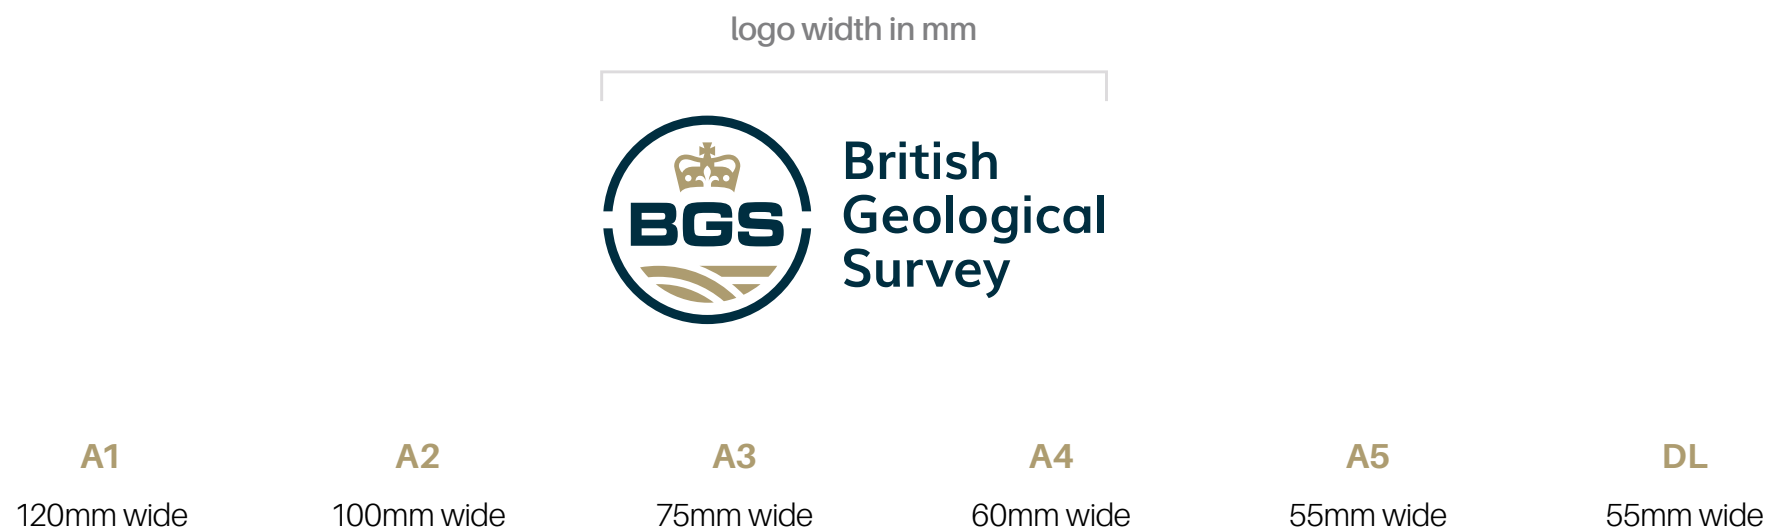 logo width in mm
BGS
British
Geological
Survey
A1 A2 A3 A4 A5 DL
120mm wide 100mm wide 75mm wide 60mm wide 55mm wide 55mm wide